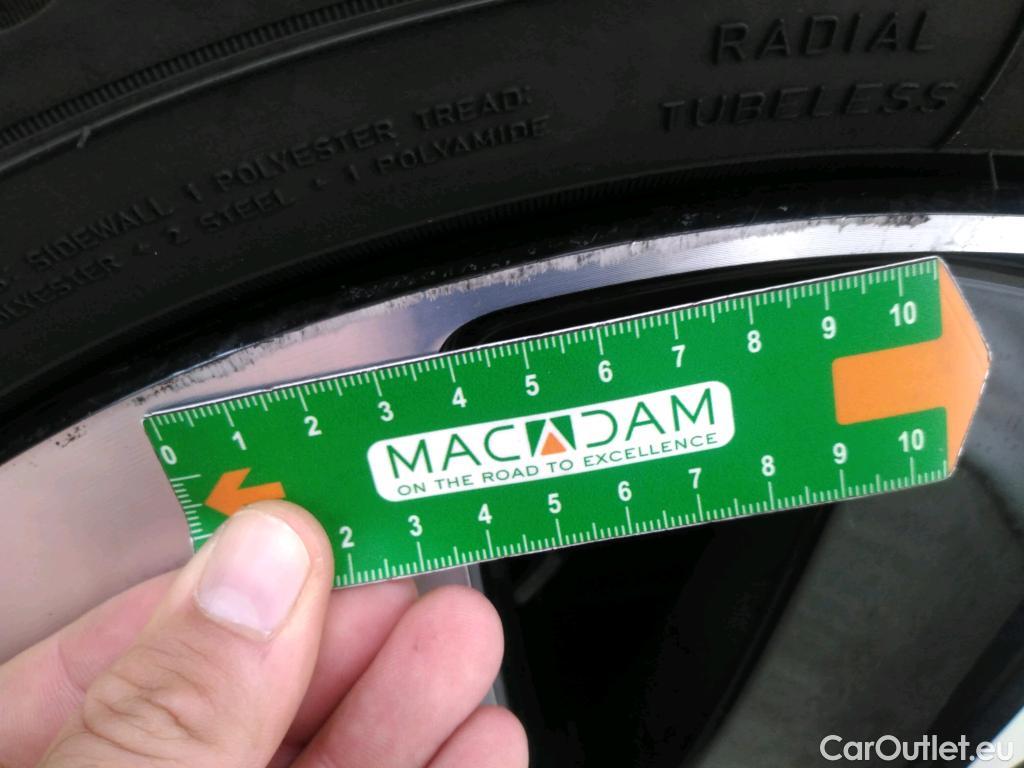 RADIAL
TUBELESS
SIDEWALL 1 POLYESTER TREAD:
POLYESTER + 2 STEEL + 1 POLYAMIDE
0 1 2 3 4 5 6 7 8 9 10
MACADAM
ON THE ROAD TO EXCELLENCE
2 3 4 5 6 7 8 9 10
CarOutlet.eu